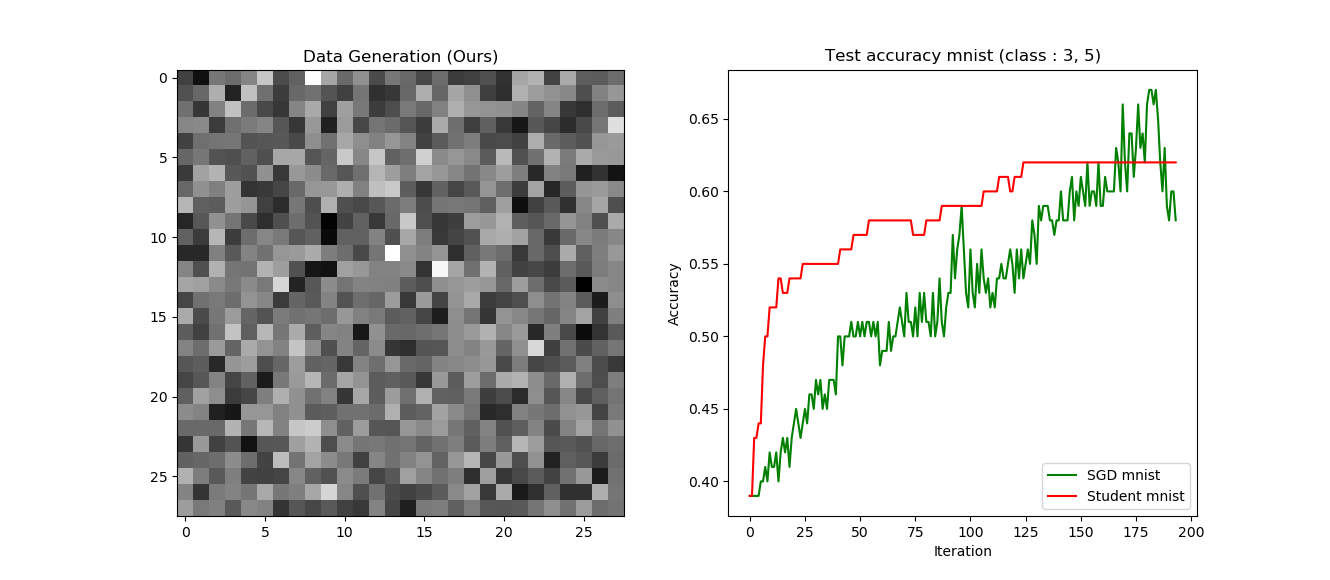 Data Generation (Ours)
0
5
10
15
20
25
0 5 10 15 20 25
Test accuracy mnist (class : 3, 5)
Accuracy
0.65
0.60
0.55
0.50
0.45
0.40
0 25 50 75 100 125 150 175 200
Iteration
SGD mnist
Student mnist